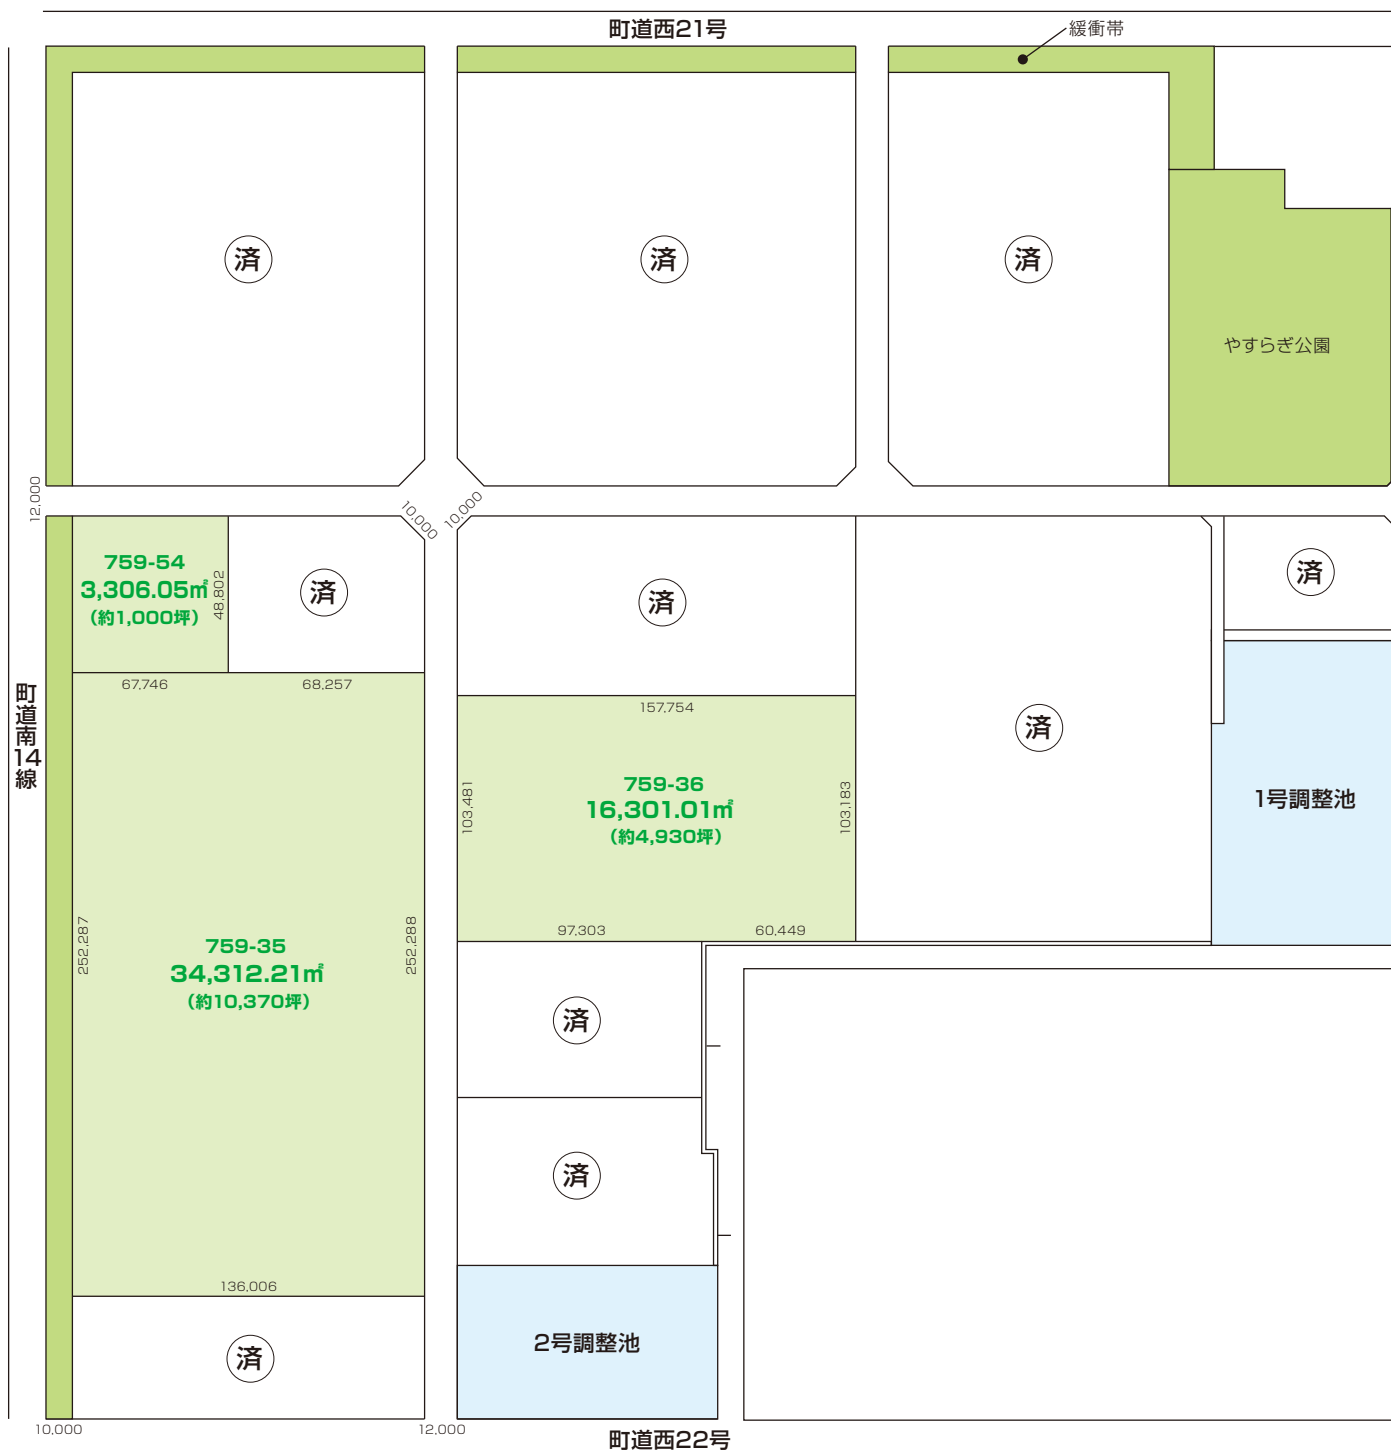 町道西21号
緩衝帯
済
済
済
やすらぎ公園
12,000
10,000
10,000
759-54
3,306.05㎡
(約1,000坪)
48,802
済
済
済
67,746
68,257
町道南14線
157,754
済
103,481
759-36
16,301.01㎡
(約4,930坪)
103,183
1号調整池
97,303
60,449
252,287
759-35
34,312.21㎡
(約10,370坪)
252,288
済
済
136,006
2号調整池
済
10,000
12,000
町道西22号